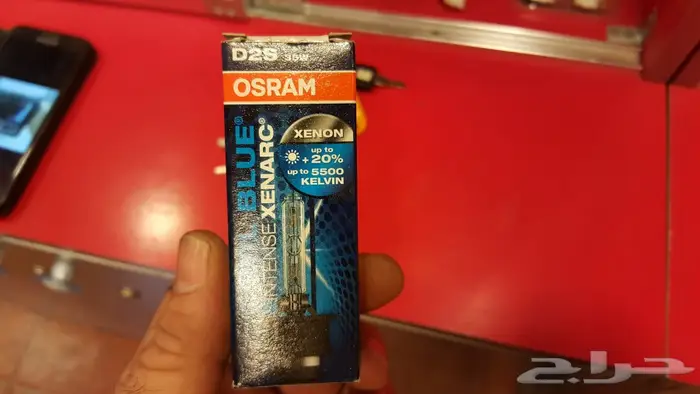 D2S 35W
OSRAM
XENON
up to
+20%
up to 5500
KELVIN
BLUE®
INTENSE XENARC®
حراج